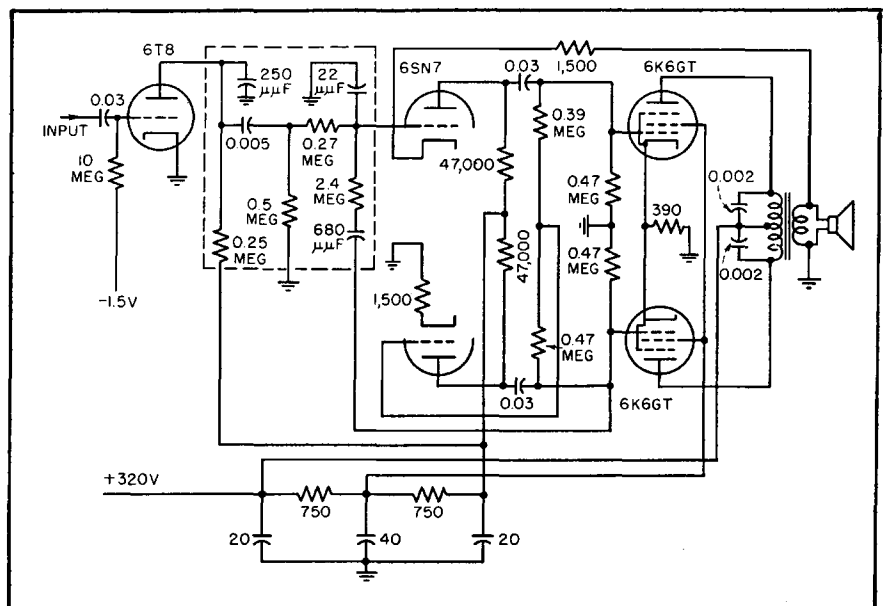 6T8
250
μμF
22
μμF
6SN7
0.03
1,500
6K6GT
0.03
INPUT
0.005
0.27
MEG
0.39
MEG
10
MEG
47,000
0.002
0.5
MEG
2.4
MEG
0.47
MEG
390
0.25
MEG
680
μμF
0.47
MEG
47,000
0.002
-1.5V
1,500
0.47
MEG
0.03
6K6GT
+320V
750
750
20
40
20